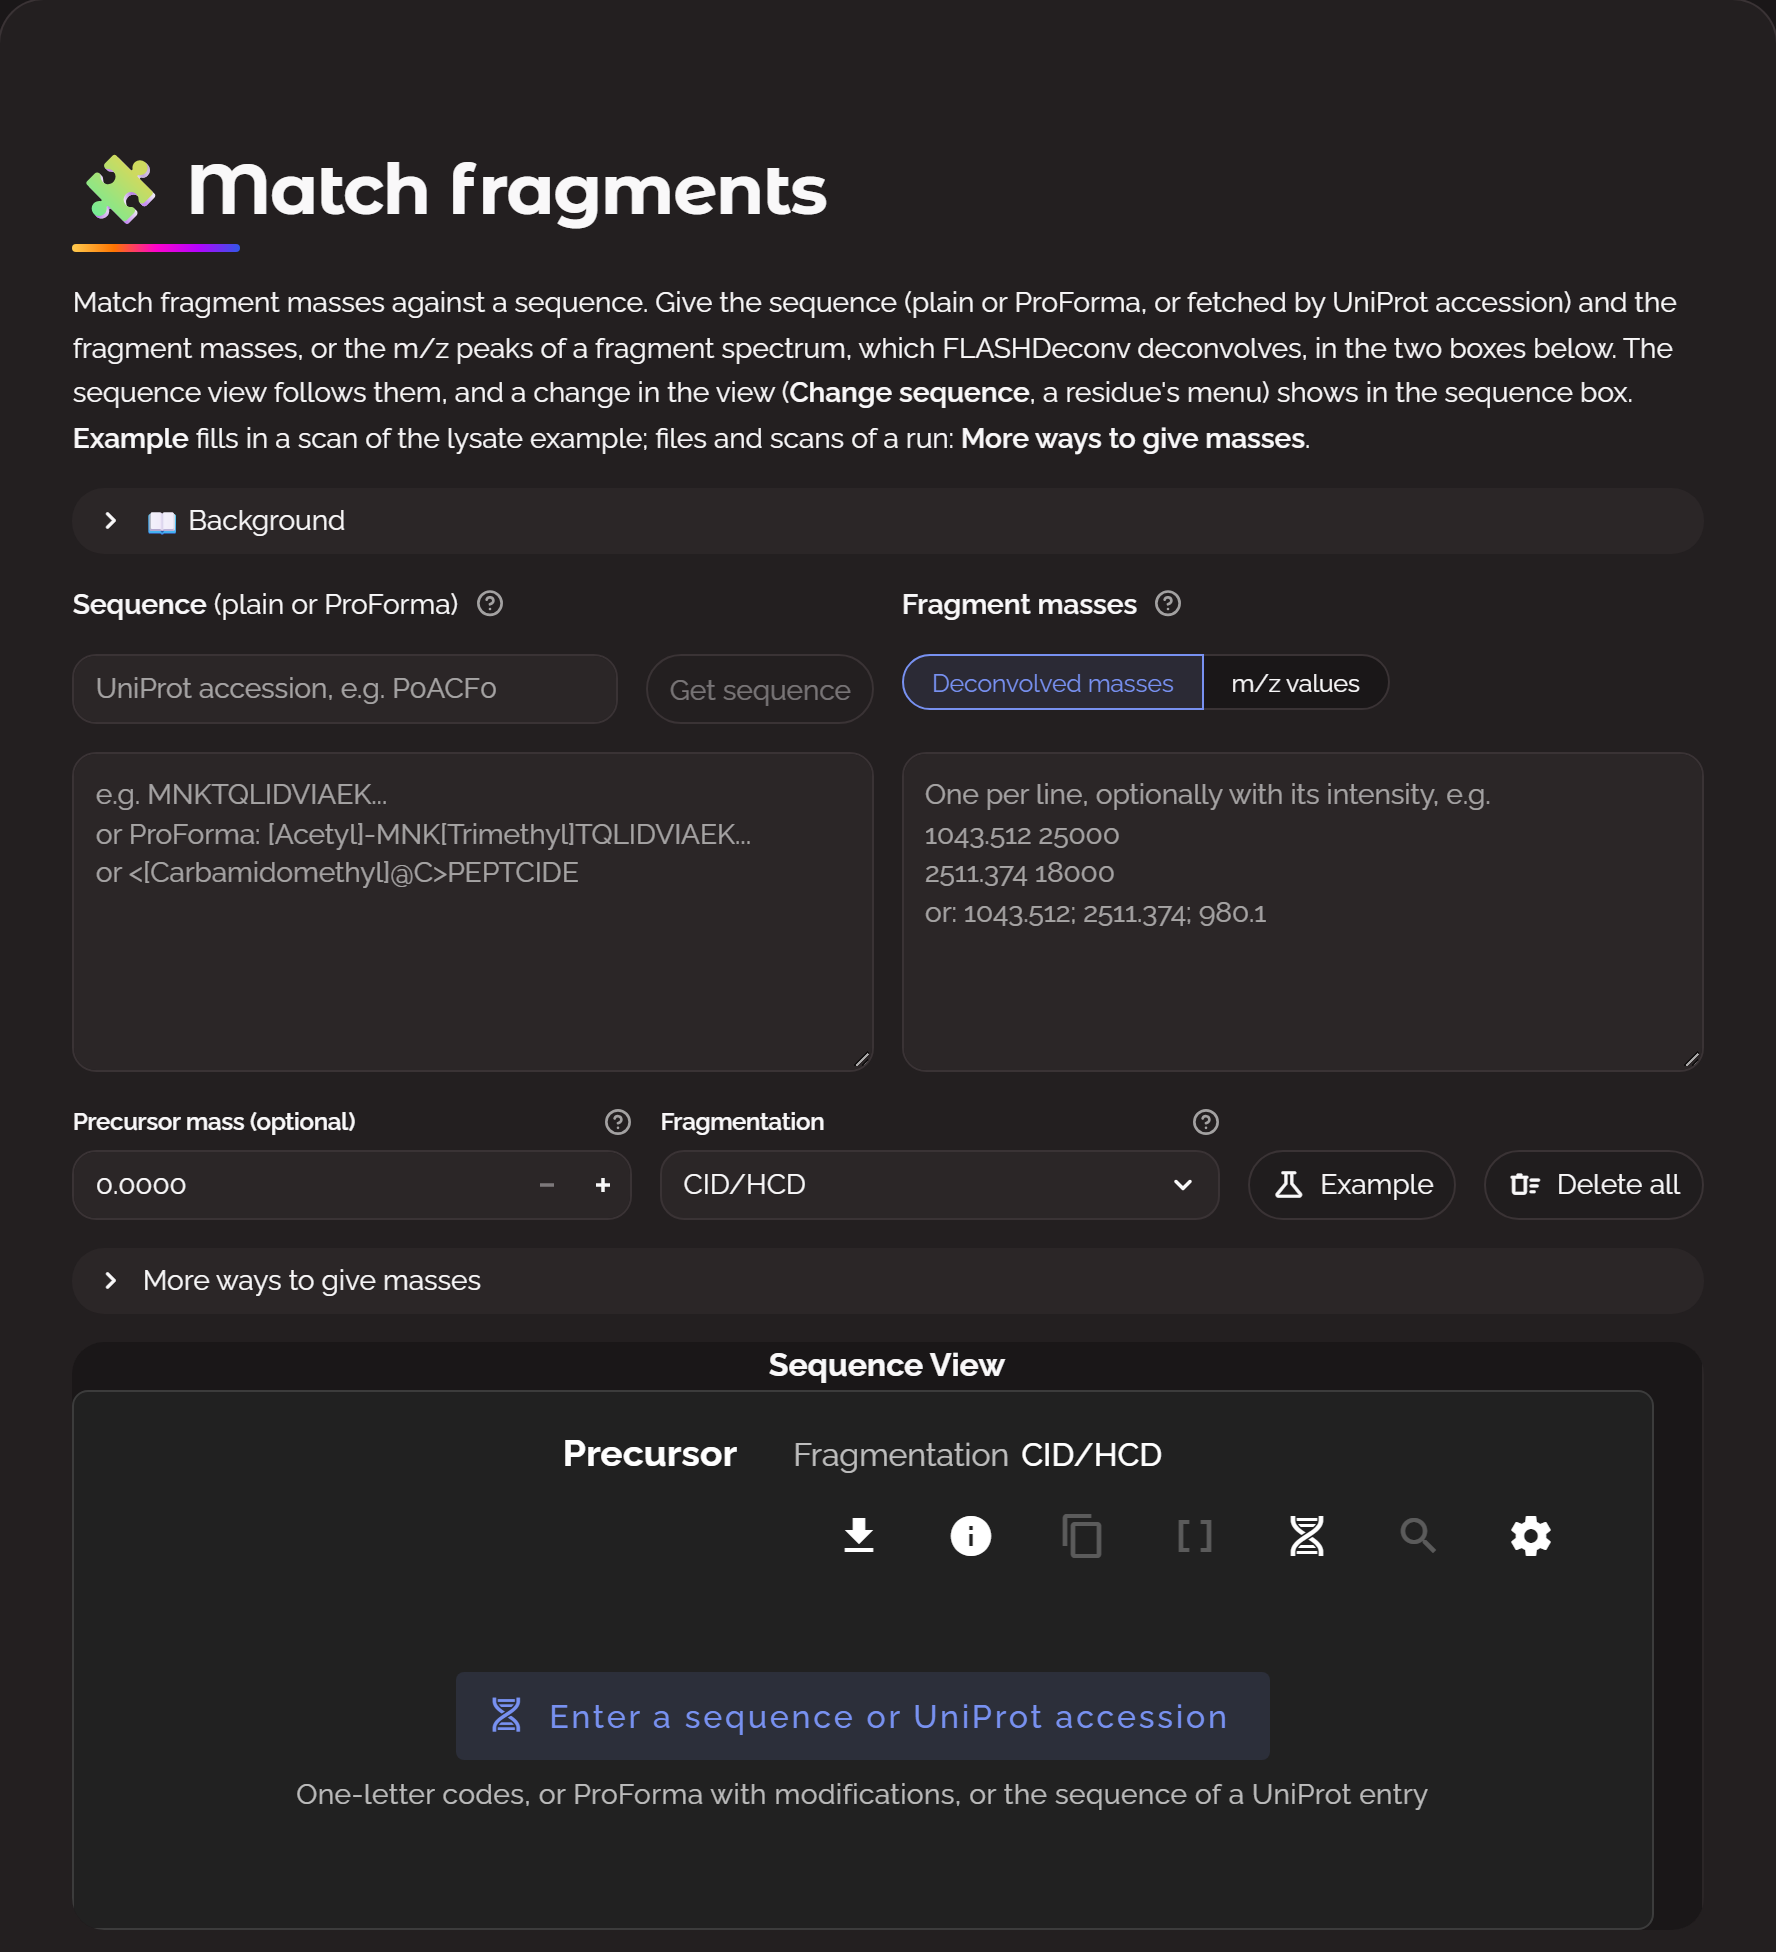 Match fragments
Match fragment masses against a sequence. Give the sequence (plain or ProForma, or fetched by UniProt accession) and the
fragment masses, or the m/z peaks of a fragment spectrum, which FLASHDeconv deconvolves, in the two boxes below. The
sequence view follows them, and a change in the view (Change sequence, a residue's menu) shows in the sequence box.
Example fills in a scan of the lysate example; files and scans of a run: More ways to give masses.
Background
Sequence (plain or ProForma)
Fragment masses
UniProt accession, e.g. P0ACF0
Get sequence
Deconvolved masses
m/z values
e.g. MNKTQLIDVIAEK...
or ProForma: [Acetyl]-MNK[Trimethyl]TQLIDVIAEK...
or <[Carbamidomethyl]@C>PEPTCIDE
One per line, optionally with its intensity, e.g.
1043.512 25000
2511.374 18000
or: 1043.512; 2511.374; 980.1
Precursor mass (optional)
Fragmentation
0.0000
CID/HCD
Example
Delete all
More ways to give masses
Sequence View
Precursor
Fragmentation CID/HCD
Enter a sequence or UniProt accession
One-letter codes, or ProForma with modifications, or the sequence of a UniProt entry